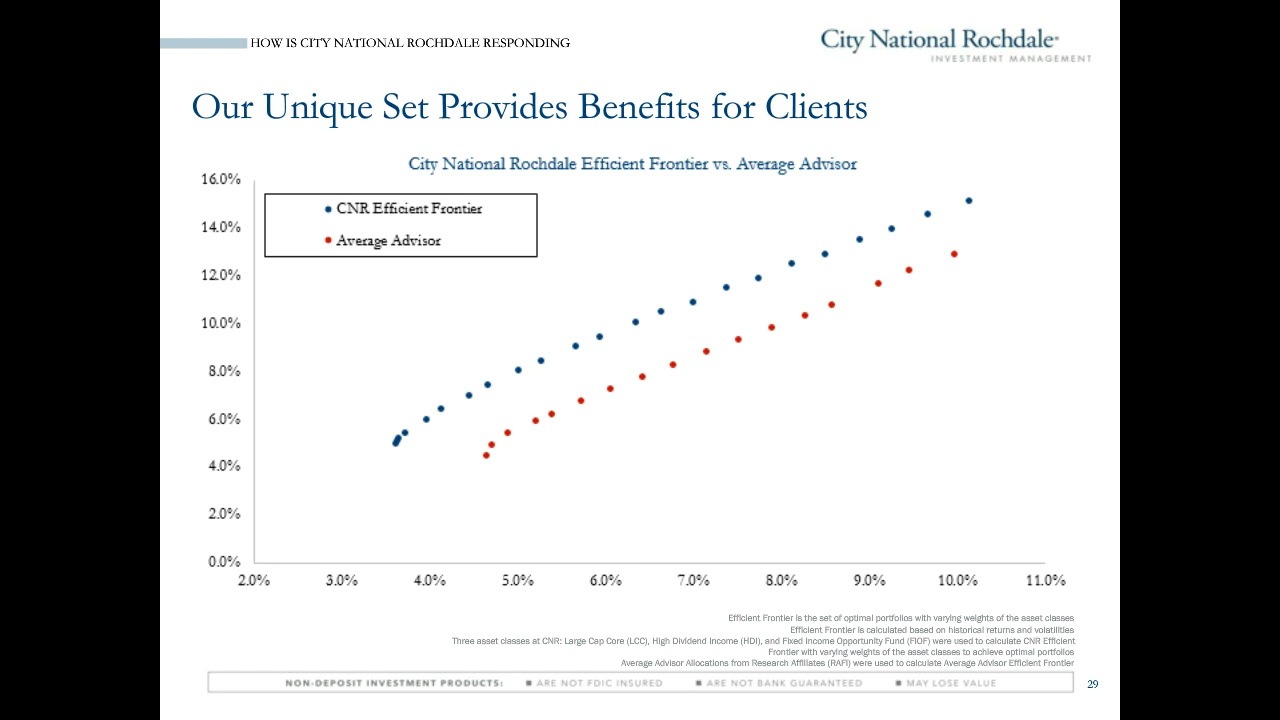 HOW IS CITY NATIONAL ROCHDALE RESPONDING
City National Rochdale
INVESTMENT MANAGEMENT
Our Unique Set Provides Benefits for Clients
City National Rochdale Efficient Frontier vs. Average Advisor
16.0%
CNR Efficient Frontier
14.0%
Average Advisor
12.0%
10.0%
8.0%
6.0%
4.0%
2.0%
0.0%
2.0% 3.0% 4.0% 5.0% 6.0% 7.0% 8.0% 9.0% 10.0% 11.0%
Efficient Frontier is the set of optimal portfolios with varying weights of the asset classes
Efficient Frontier is calculated based on historical returns and volatilities
Three asset classes at CNR: Large Cap Core (LCC), High Dividend Income (HDI), and Fixed Income Opportunity Fund (FIOF) were used to calculate CNR Efficient
Frontier with varying weights of the asset classes to achieve optimal portfolios
Average Advisor Allocations from Research Affiliates (RAFI) were used to calculate Average Advisor Efficient Frontier
NON-DEPOSIT INVESTMENT PRODUCTS: ■ ARE NOT FDIC INSURED ■ ARE NOT BANK GUARANTEED ■ MAY LOSE VALUE
29